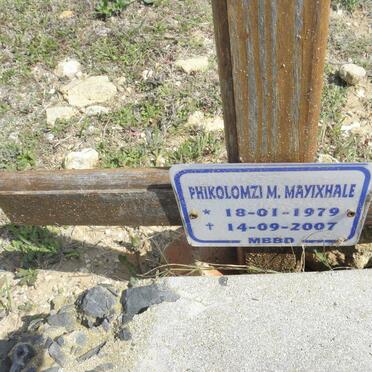 PHIKOLOMZI M. MAYIXHALE
* 18-01-1979
† 14-09-2007
MBBD